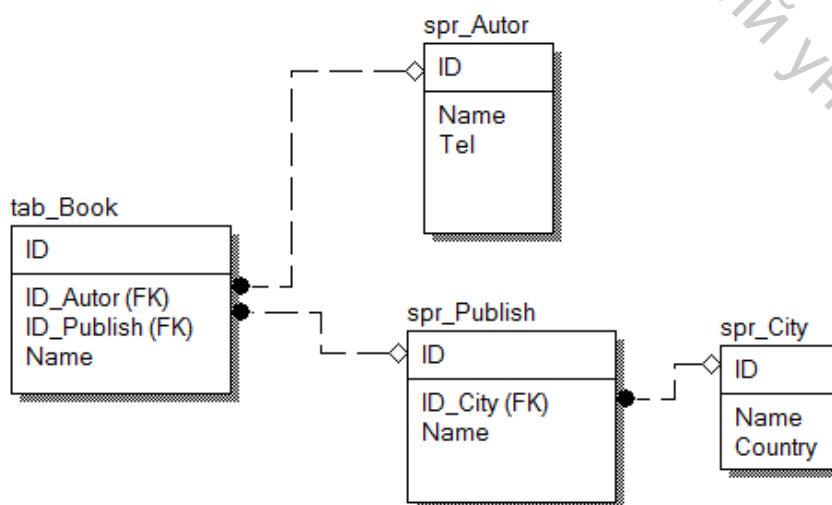 spr_Autor
ID
Name
Tel
tab_Book
ID
ID_Autor (FK)
ID_Publish (FK)
Name
spr_Publish
ID
ID_City (FK)
Name
spr_City
ID
Name
Country